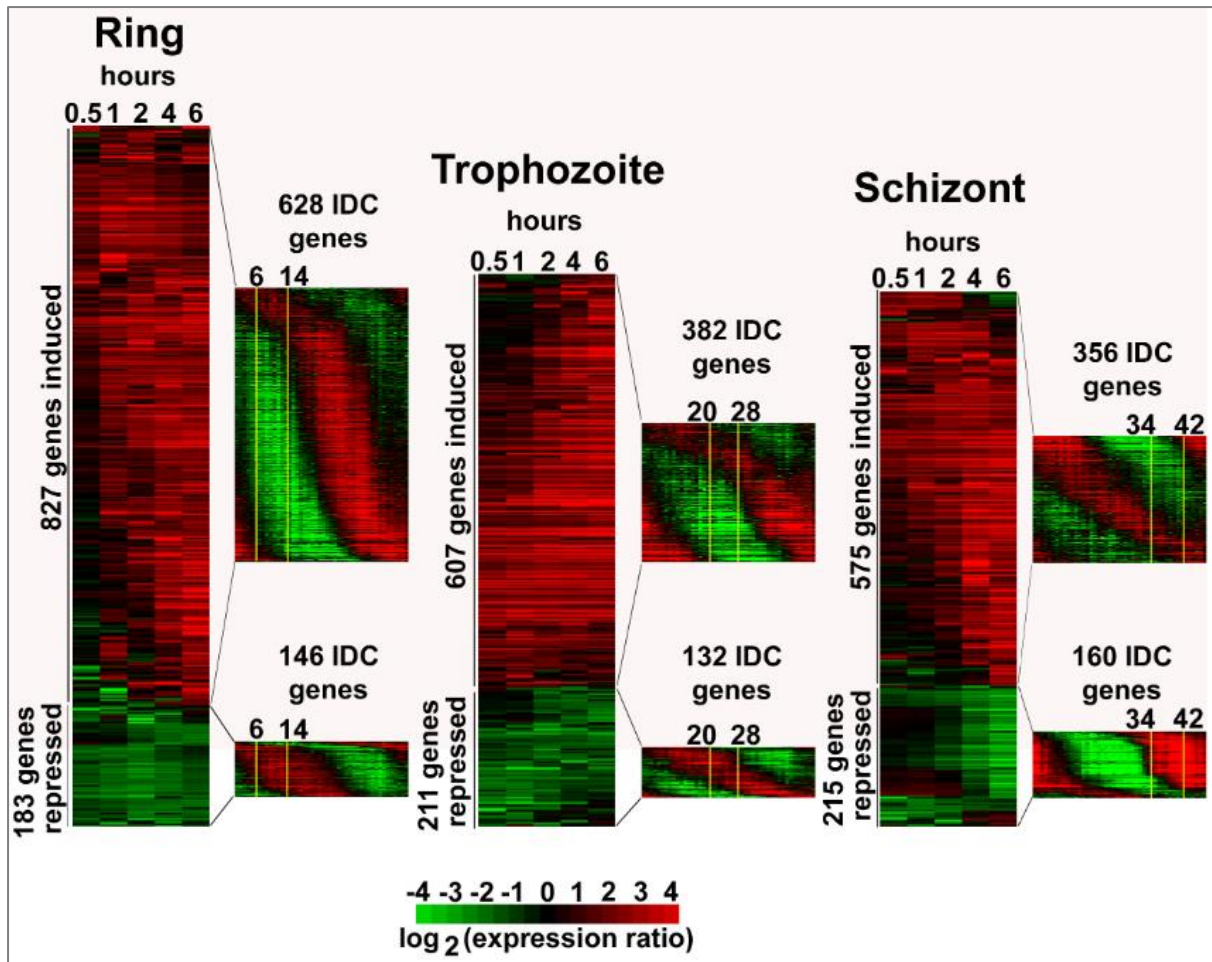 Ring
hours
0.5 1 2 4 6
827 genes induced
183 genes
repressed
628 IDC
genes
6 14
146 IDC
genes
6 14
Trophozoite
hours
0.5 1 2 4 6
607 genes induced
211 genes
repressed
382 IDC
genes
20 28
132 IDC
genes
20 28
Schizont
hours
0.5 1 2 4 6
575 genes induced
215 genes
repressed
356 IDC
genes
34 42
160 IDC
genes
34 42
-4 -3 -2 -1 0 1 2 3 4
log 2 (expression ratio)